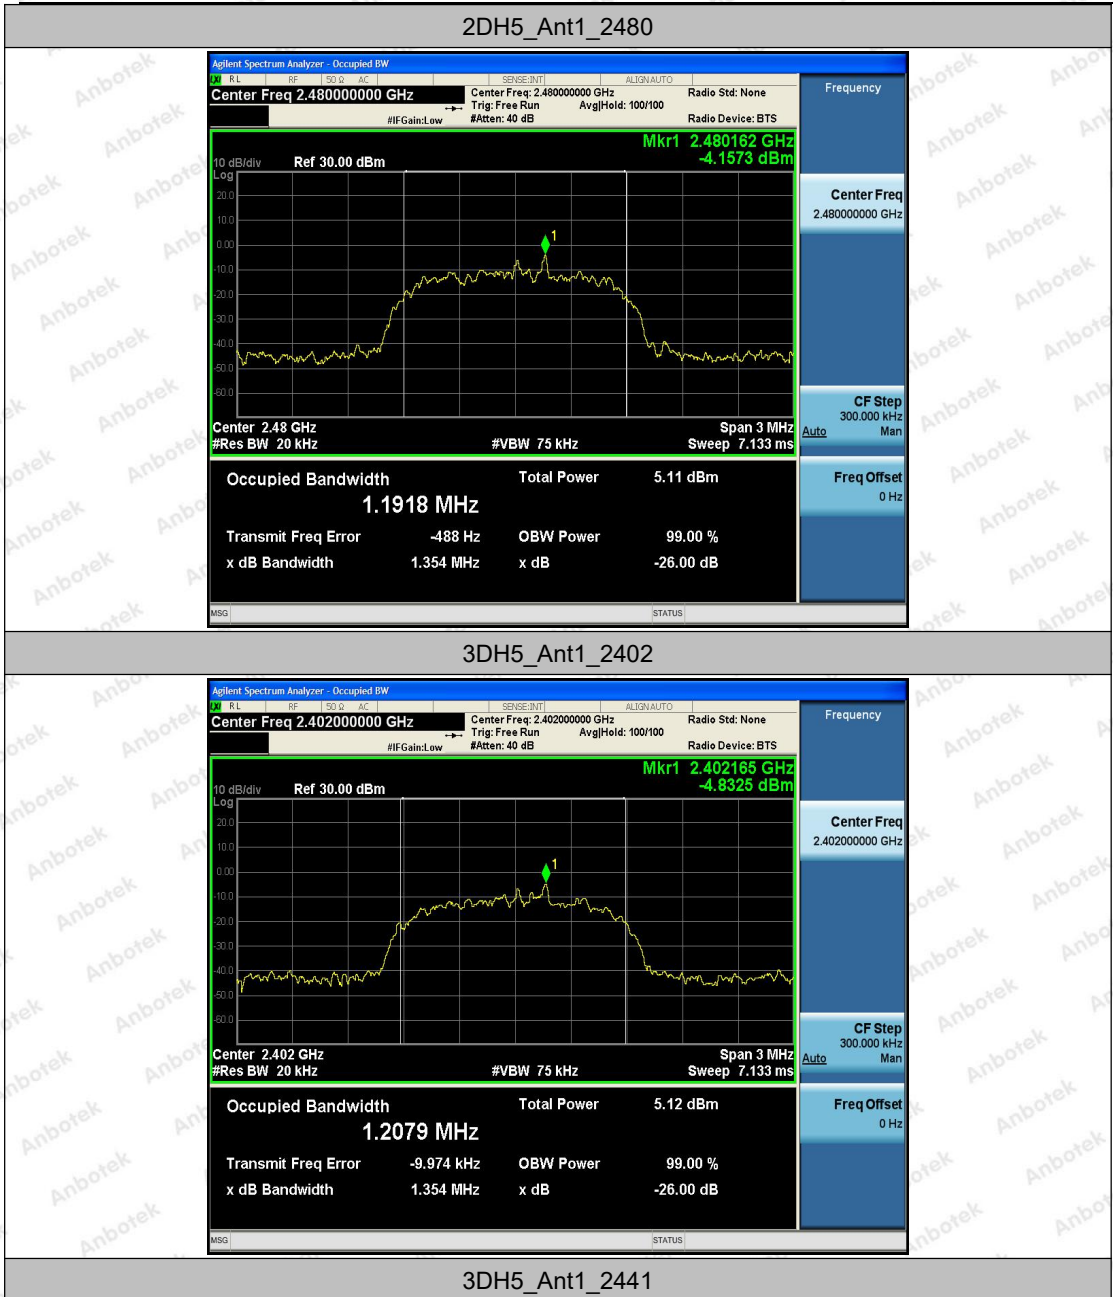 2DH5_Ant1_2480
Agilent Spectrum Analyzer - Occupied BW
LXI RL RF 50 Ω AC SENSE:INT ALIGNAUTO
Center Freq 2.480000000 GHz
Center Freq: 2.480000000 GHz Radio Std: None
Trig: Free Run Avg|Hold: 100/100
#IFGain:Low #Atten: 40 dB Radio Device: BTS
Mkr1 2.480162 GHz
-4.1573 dBm
10 dB/div Ref 30.00 dBm
Log
20.0
10.0
0.00
-10.0
-20.0
-30.0
-40.0
-50.0
-60.0
1
Center 2.48 GHz Span 3 MHz
#Res BW 20 kHz #VBW 75 kHz Sweep 7.133 ms
Occupied Bandwidth Total Power 5.11 dBm
1.1918 MHz
Transmit Freq Error -488 Hz OBW Power 99.00 %
x dB Bandwidth 1.354 MHz x dB -26.00 dB
MSG STATUS
Frequency
Center Freq
2.480000000 GHz
CF Step
300.000 kHz
Auto Man
Freq Offset
0 Hz
3DH5_Ant1_2402
Agilent Spectrum Analyzer - Occupied BW
LXI RL RF 50 Ω AC SENSE:INT ALIGNAUTO
Center Freq 2.402000000 GHz
Center Freq: 2.402000000 GHz Radio Std: None
Trig: Free Run Avg|Hold: 100/100
#IFGain:Low #Atten: 40 dB Radio Device: BTS
Mkr1 2.402165 GHz
-4.8325 dBm
10 dB/div Ref 30.00 dBm
Log
20.0
10.0
0.00
-10.0
-20.0
-30.0
-40.0
-50.0
-60.0
1
Center 2.402 GHz Span 3 MHz
#Res BW 20 kHz #VBW 75 kHz Sweep 7.133 ms
Occupied Bandwidth Total Power 5.12 dBm
1.2079 MHz
Transmit Freq Error -9.974 kHz OBW Power 99.00 %
x dB Bandwidth 1.354 MHz x dB -26.00 dB
MSG STATUS
Frequency
Center Freq
2.402000000 GHz
CF Step
300.000 kHz
Auto Man
Freq Offset
0 Hz
3DH5_Ant1_2441